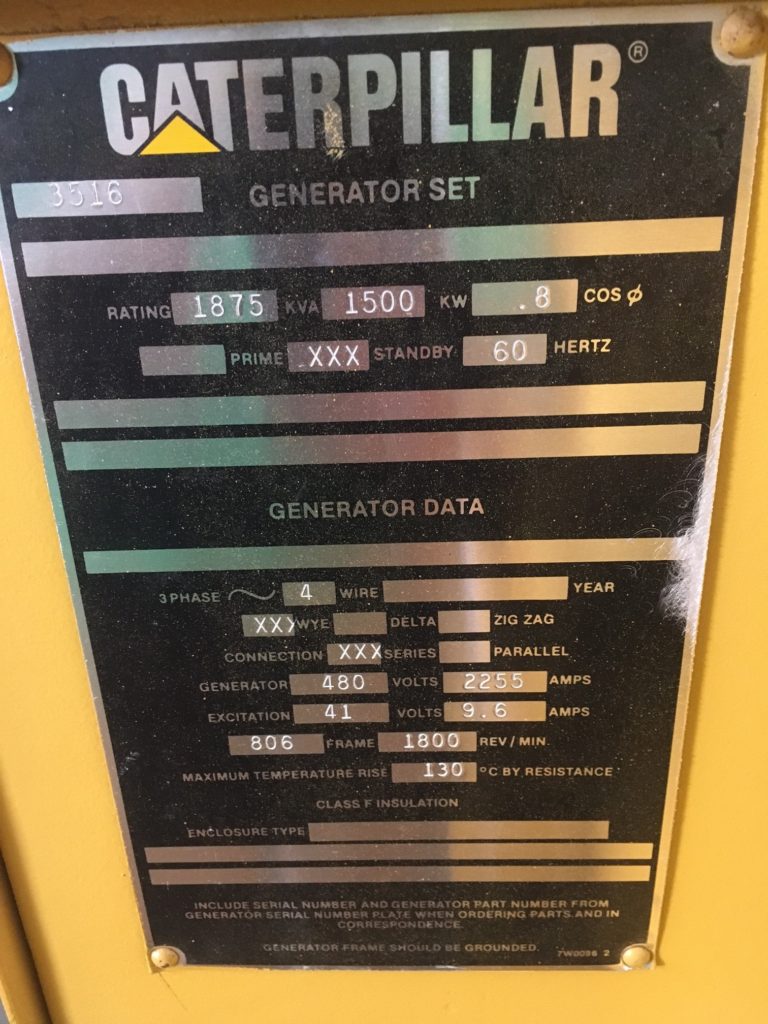 CATERPILLAR®
3516 GENERATOR SET
RATING 1875 KVA 1500 KW .8 COS ϕ
PRIME XXX STANDBY 60 HERTZ
GENERATOR DATA
3 PHASE 4 WIRE YEAR
XXX WYE DELTA ZIG ZAG
CONNECTION XXX SERIES PARALLEL
GENERATOR 480 VOLTS 2255 AMPS
EXCITATION 41 VOLTS 9.6 AMPS
806 FRAME 1800 REV/MIN.
MAXIMUM TEMPERATURE RISE 130 °C BY RESISTANCE
CLASS F INSULATION
ENCLOSURE TYPE
INCLUDE SERIAL NUMBER AND GENERATOR PART NUMBER FROM
GENERATOR SERIAL NUMBER PLATE WHEN ORDERING PARTS AND IN
CORRESPONDENCE.
GENERATOR FRAME SHOULD BE GROUNDED. 7W0096 2